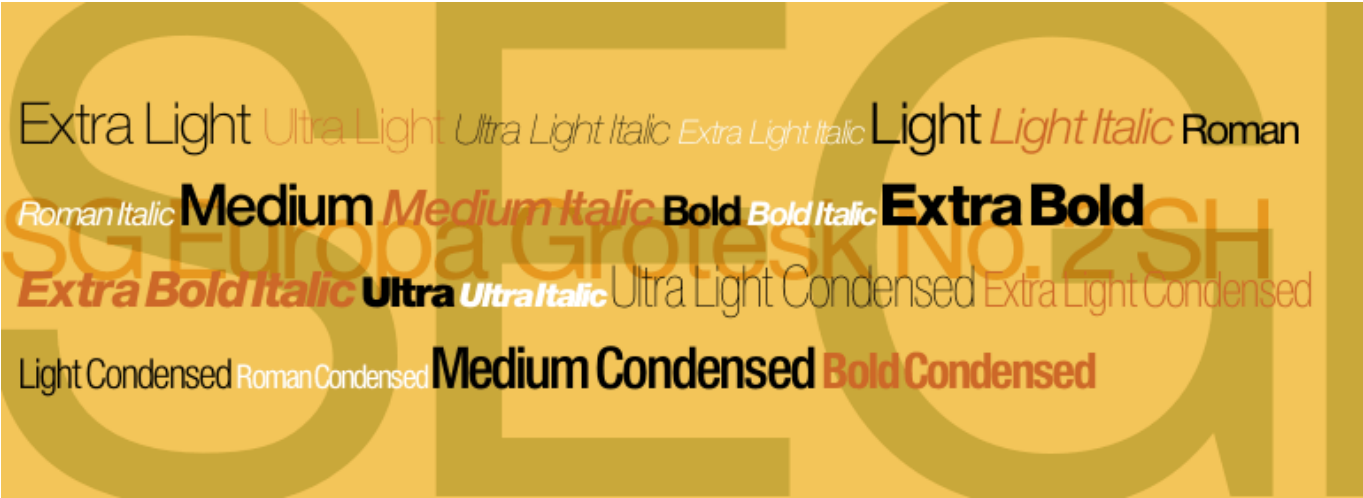 Extra Light Ultra Light Ultra Light Italic Extra Light Italic Light Light Italic Roman
Roman Italic Medium Medium Italic Bold Bold Italic Extra Bold
SG Europa Grotesk No. 2 SH
Extra Bold Italic Ultra Ultra Italic Ultra Light Condensed Extra Light Condensed
Light Condensed Roman Condensed Medium Condensed Bold Condensed